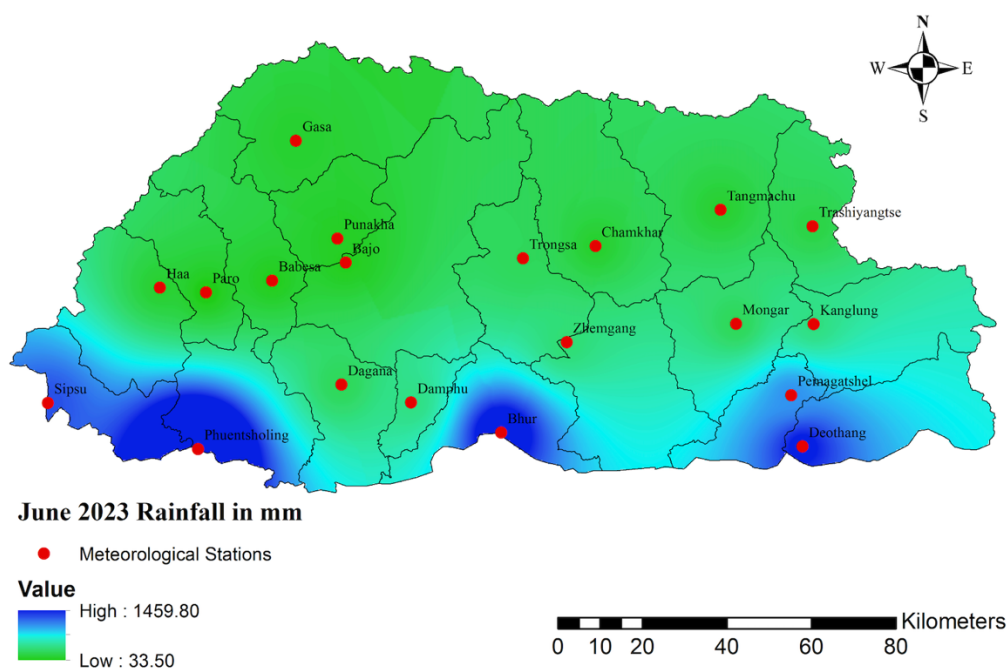 N
W E
S
Gasa
Tangmachu
Trashiyangtse
Punakha
Bajo
Chamkhar
Trongsa
Haa
Paro
Babesa
Mongar
Kanglung
Zhemgang
Dagana
Damphu
Pemagatshel
Sipsu
Phuentsholing
Bhur
Deothang
June 2023 Rainfall in mm
Meteorological Stations
Value
High : 1459.80
Low : 33.50
Kilometers
0 10 20 40 60 80